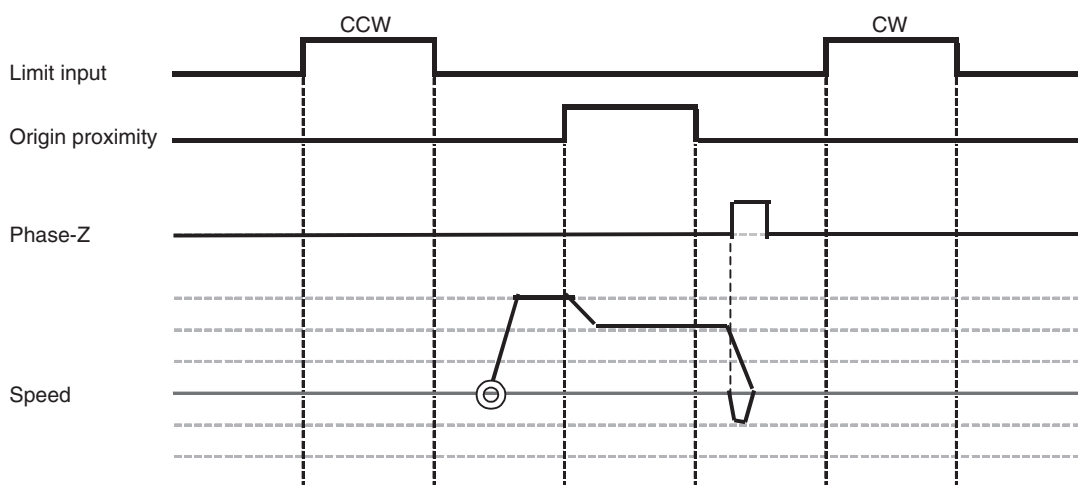 CCW
CW
Limit input
Origin proximity
Phase-Z
Speed